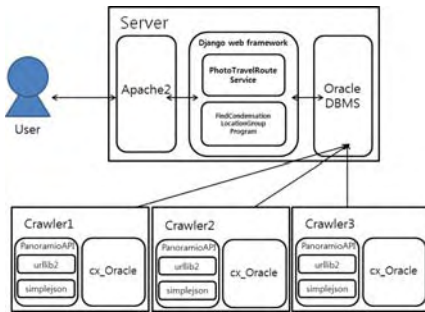 Server
Django web framework
PhotoTravelRoute
Service
Apache2
Oracle
DBMS
FindCondensation
LocationGroup
Program
User
Crawler1
PanoramioAPI
urllib2
simplejson
cx_Oracle
Crawler2
PanoramioAPI
urllib2
simplejson
cx_Oracle
Crawler3
PanoramioAPI
urllib2
simplejson
cx_Oracle